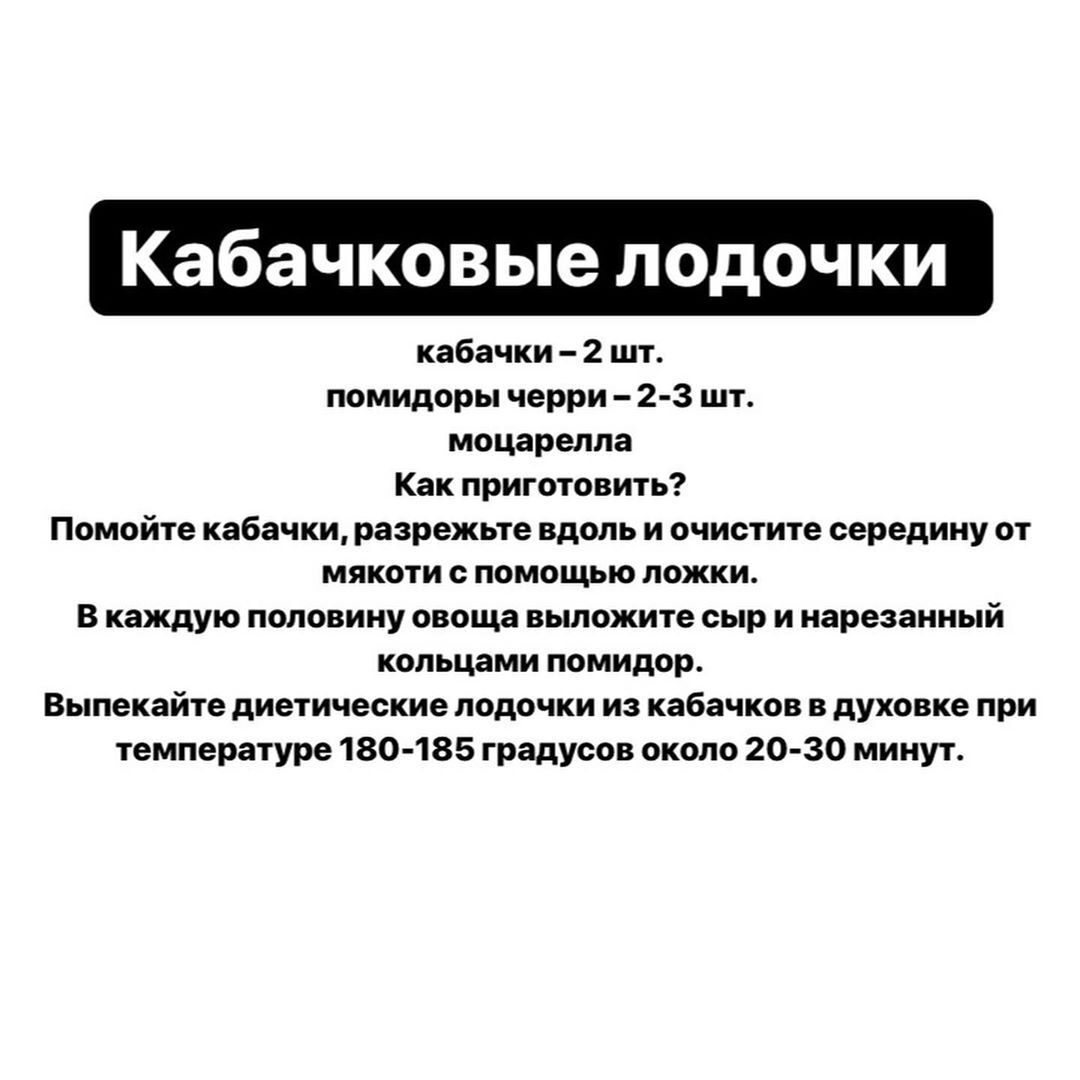 Кабачковые лодочки
кабачки – 2 шт.
помидоры черри – 2-3 шт.
моцарелла
Как приготовить?
Помойте кабачки, разрежьте вдоль и очистите середину от
мякоти с помощью ложки.
В каждую половину овоща выложите сыр и нарезанный
кольцами помидор.
Выпекайте диетические лодочки из кабачков в духовке при
температуре 180-185 градусов около 20-30 минут.